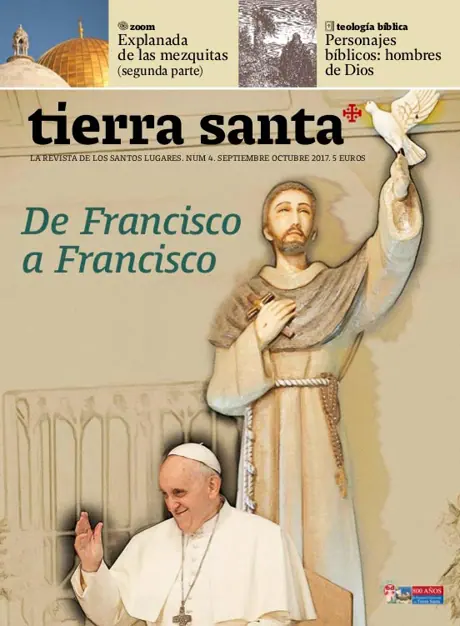 zoom
Explanada
de las mezquitas
(segunda parte)
teología bíblica
Personajes
bíblicos: hombres
de Dios
tierra santa
LA REVISTA DE LOS SANTOS LUGARES. NUM 4. SEPTIEMBRE OCTUBRE 2017. 5 EUROS
De Francisco
a Francisco
800 AÑOS